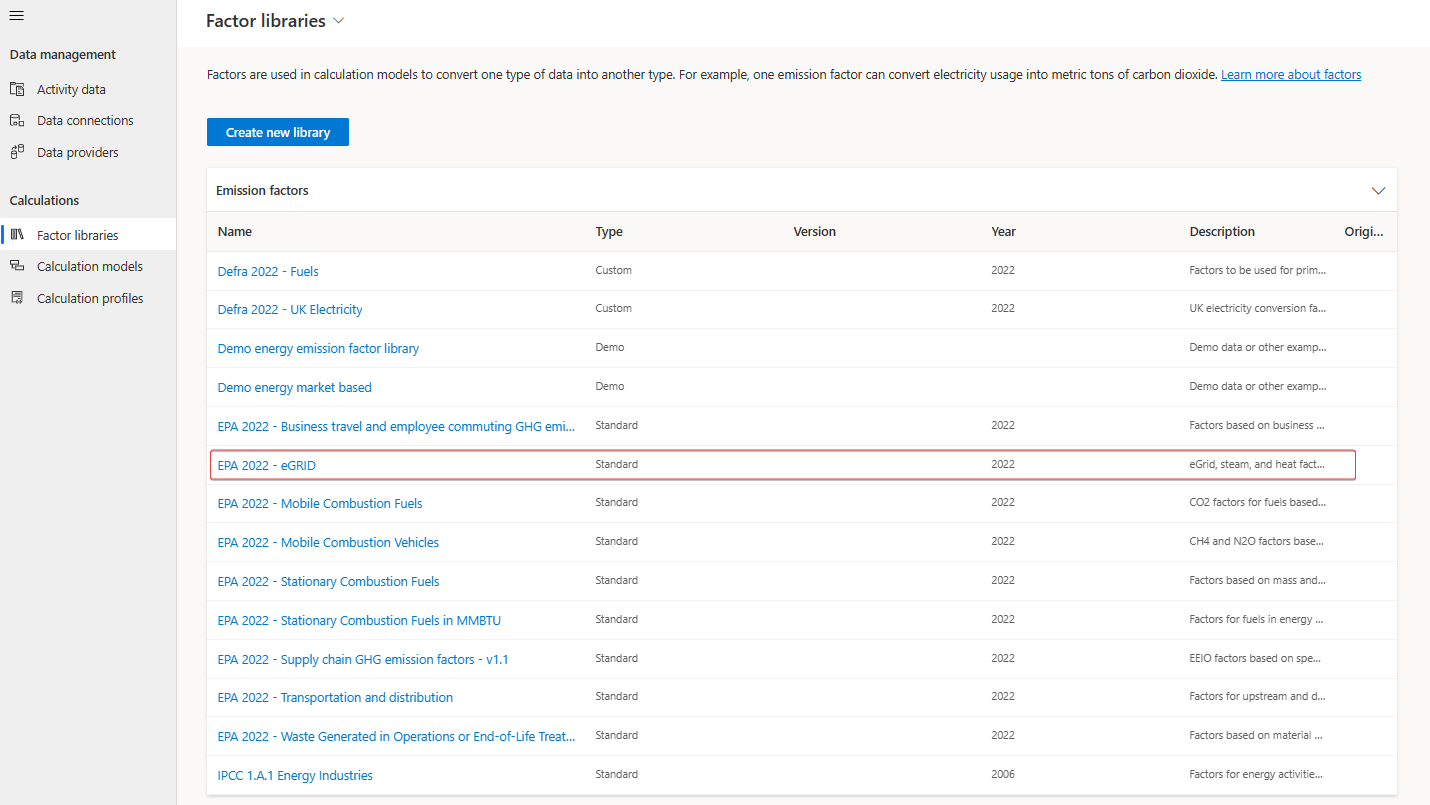 Factor libraries
Data management
Activity data
Data connections
Data providers
Calculations
Factor libraries
Calculation models
Calculation profiles
Factors are used in calculation models to convert one type of data into another type. For example, one emission factor can convert electricity usage into metric tons of carbon dioxide. Learn more about factors
Create new library
Emission factors
Name Type Version Year Description Origi...
Defra 2022 - Fuels Custom 2022 Factors to be used for prim...
Defra 2022 - UK Electricity Custom 2022 UK electricity conversion fa...
Demo energy emission factor library Demo Demo data or other examp...
Demo energy market based Demo Demo data or other examp...
EPA 2022 - Business travel and employee commuting GHG emi... Standard 2022 Factors based on business ...
EPA 2022 - eGRID Standard 2022 eGrid, steam, and heat fact...
EPA 2022 - Mobile Combustion Fuels Standard 2022 CO2 factors for fuels based...
EPA 2022 - Mobile Combustion Vehicles Standard 2022 CH4 and N2O factors base...
EPA 2022 - Stationary Combustion Fuels Standard 2022 Factors based on mass and...
EPA 2022 - Stationary Combustion Fuels in MMBTU Standard 2022 Factors for fuels in energy ...
EPA 2022 - Supply chain GHG emission factors - v1.1 Standard 2022 EEIO factors based on spe...
EPA 2022 - Transportation and distribution Standard 2022 Factors for upstream and d...
EPA 2022 - Waste Generated in Operations or End-of-Life Treat... Standard 2022 Factors based on material ...
IPCC 1.A.1 Energy Industries Standard 2006 Factors for energy activitie...